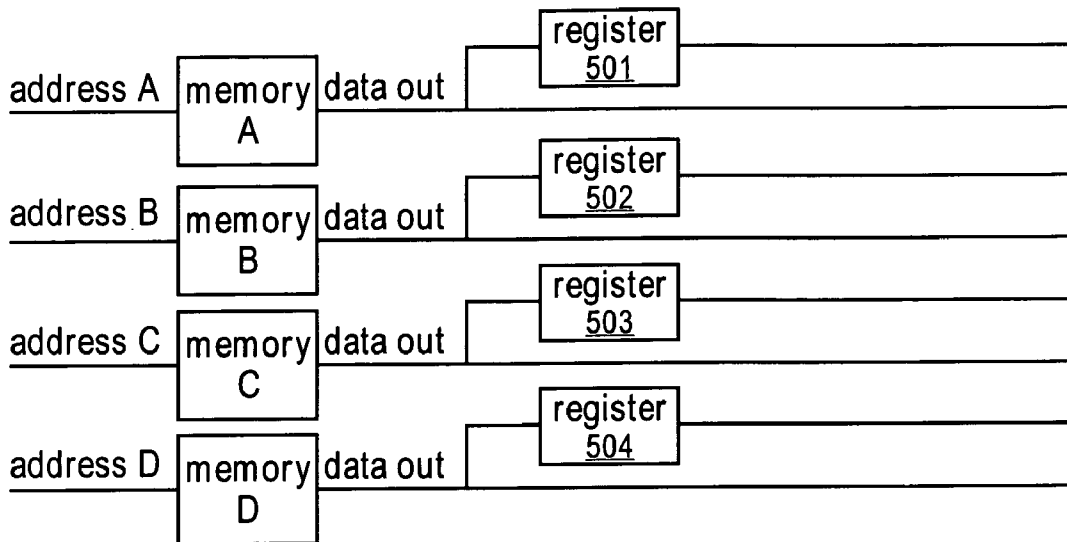 register
501
address A
memory
A
data out
register
502
address B
memory
B
data out
register
503
address C
memory
C
data out
register
504
address D
memory
D
data out